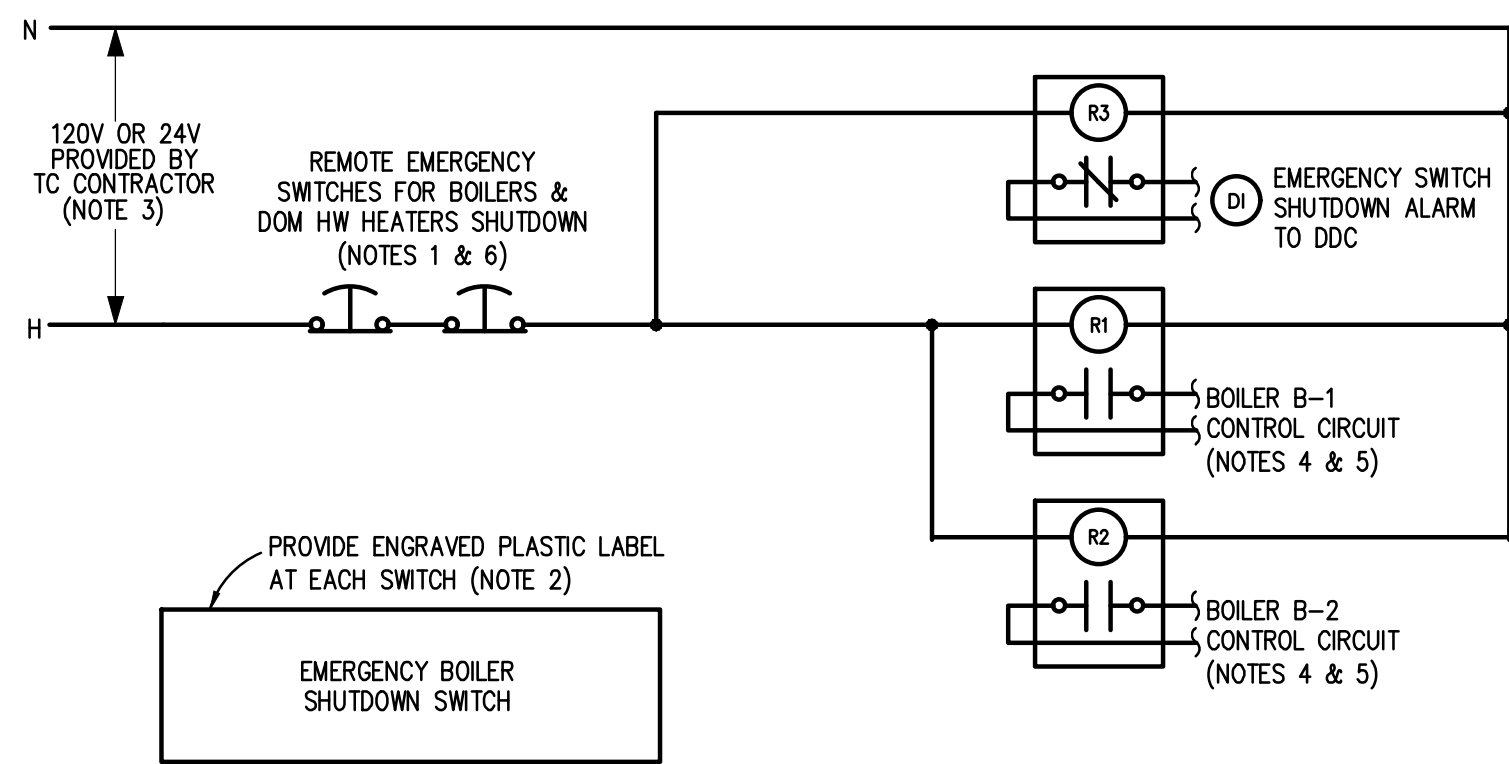 N
120V OR 24V
PROVIDED BY
TC CONTRACTOR
(NOTE 3)
H
REMOTE EMERGENCY
SWITCHES FOR BOILERS &
DOM HW HEATERS SHUTDOWN
(NOTES 1 & 6)
R3
DI
EMERGENCY SWITCH
SHUTDOWN ALARM
TO DDC
R1
BOILER B-1
CONTROL CIRCUIT
(NOTES 4 & 5)
R2
BOILER B-2
CONTROL CIRCUIT
(NOTES 4 & 5)
PROVIDE ENGRAVED PLASTIC LABEL
AT EACH SWITCH (NOTE 2)
EMERGENCY BOILER
SHUTDOWN SWITCH